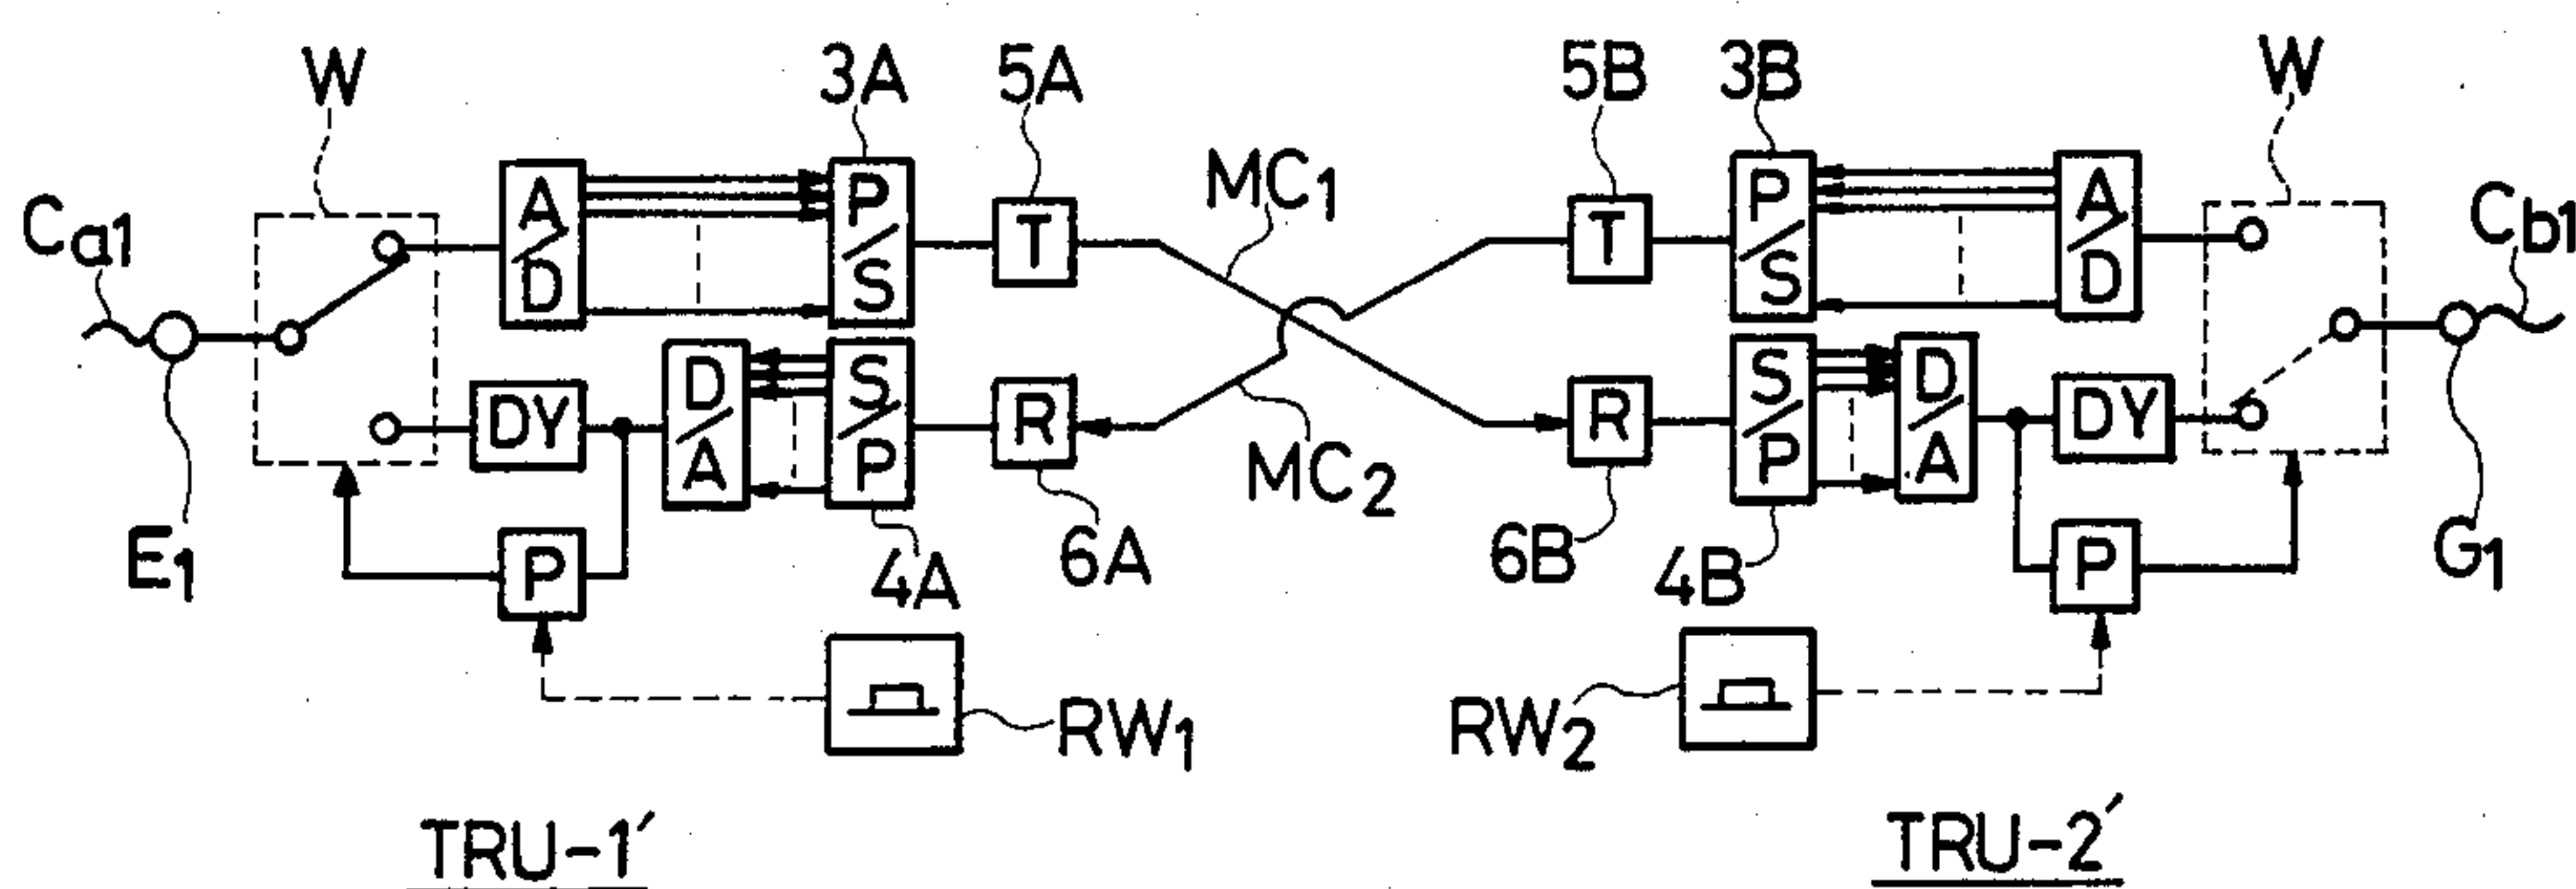 W 3A 5A 5B 3B W
Ca1 A/D P/S T MC1 T P/S A/D Cb1
E1 DY D/A S/P R MC2 R S/P D/A DY G1
P 4A 6A 6B 4B P
RW1 RW2
TRU-1′ TRU-2′